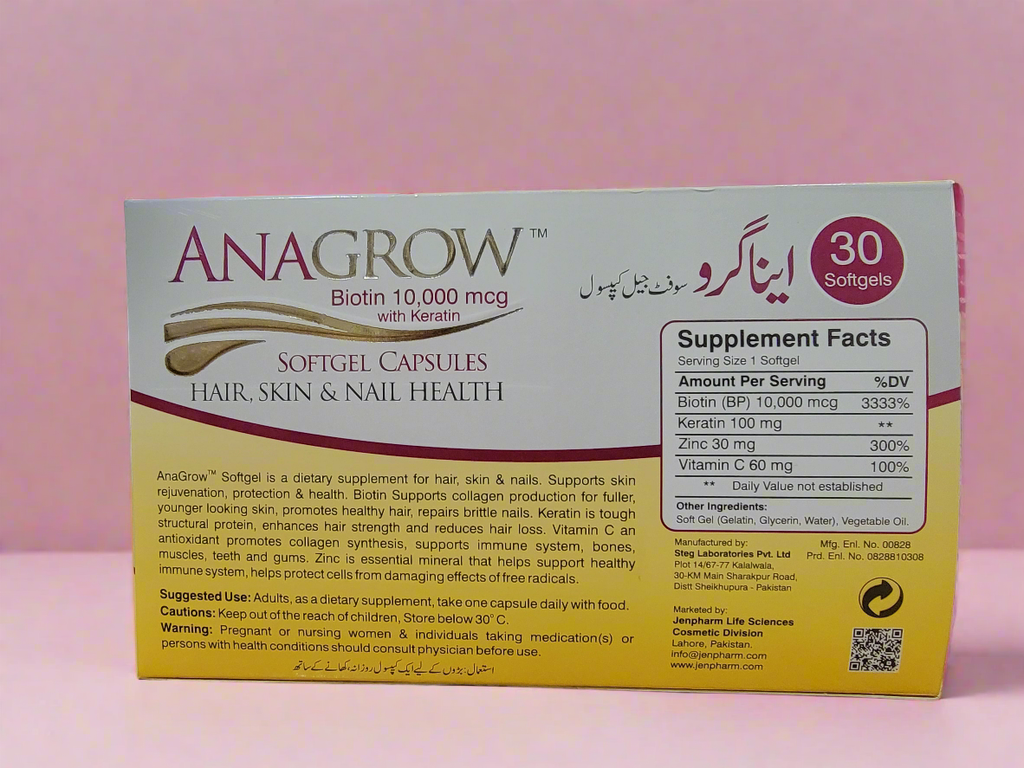 ANAGROW™
Biotin 10,000 mcg
with Keratin
SOFTGEL CAPSULES
HAIR, SKIN & NAIL HEALTH
اینا گرو سوفٹ جیل کیپسول
30
Softgels
AnaGrow™ Softgel is a dietary supplement for hair, skin & nails. Supports skin
rejuvenation, protection & health. Biotin Supports collagen production for fuller,
younger looking skin, promotes healthy hair, repairs brittle nails. Keratin is tough
structural protein, enhances hair strength and reduces hair loss. Vitamin C an
antioxidant promotes collagen synthesis, supports immune system, bones,
muscles, teeth and gums. Zinc is essential mineral that helps support healthy
immune system, helps protect cells from damaging effects of free radicals.
Suggested Use: Adults, as a dietary supplement, take one capsule daily with food.
Cautions: Keep out of the reach of children, Store below 30° C.
Warning: Pregnant or nursing women & individuals taking medication(s) or
persons with health conditions should consult physician before use.
استعمال: بڑوں کے لیے ایک کیپسول روزانہ، کھانے کے ساتھ
Supplement Facts
Serving Size 1 Softgel
Amount Per Serving %DV
Biotin (BP) 10,000 mcg 3333%
Keratin 100 mg **
Zinc 30 mg 300%
Vitamin C 60 mg 100%
** Daily Value not established
Other Ingredients:
Soft Gel (Gelatin, Glycerin, Water), Vegetable Oil.
Manufactured by:
Steg Laboratories Pvt. Ltd
Plot 14/67-77 Kalalwala,
30-KM Main Sharakpur Road,
Distt Sheikhupura - Pakistan
Mfg. Enl. No. 00828
Prd. Enl. No. 0828810308
Marketed by:
Jenpharm Life Sciences
Cosmetic Division
Lahore, Pakistan.
info@jenpharm.com
www.jenpharm.com